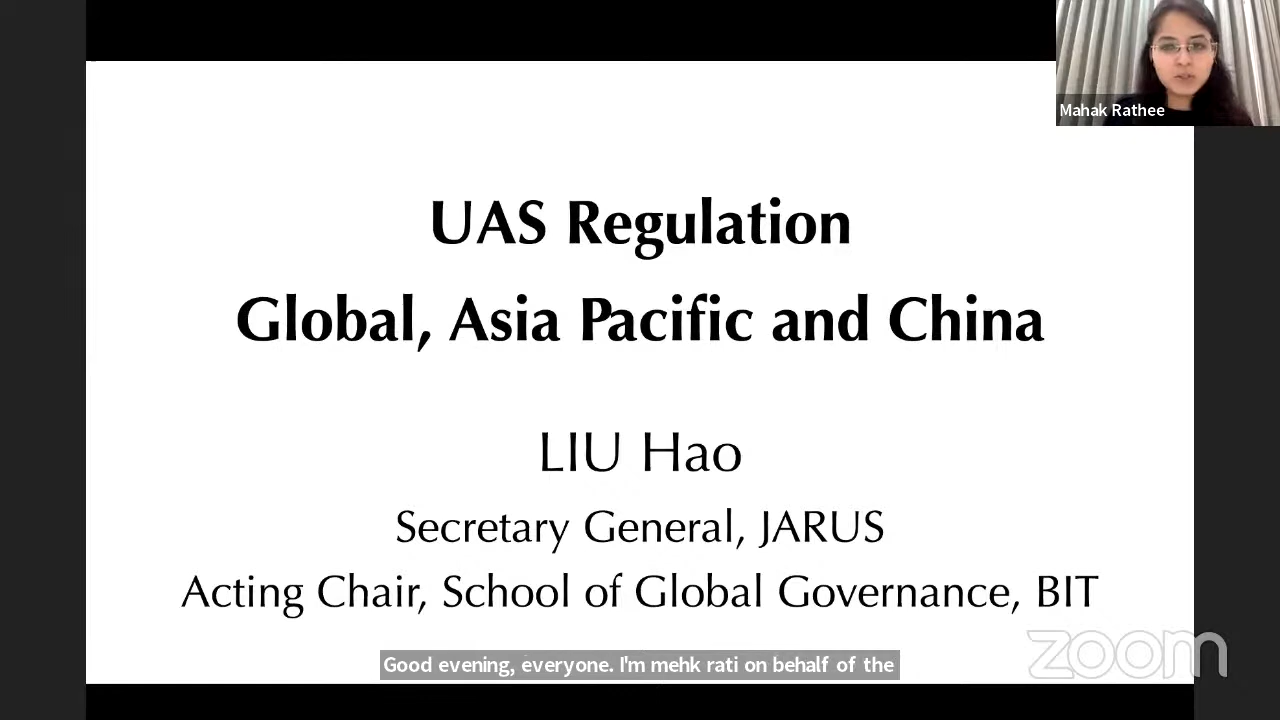 Mahak Rathee
UAS Regulation
Global, Asia Pacific and China
LIU Hao
Secretary General, JARUS
Acting Chair, School of Global Governance, BIT
zoom
Good evening, everyone. I'm mehk rati on behalf of the